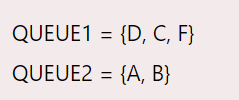 QUEUE1 = {D, C, F}
QUEUE2 = {A, B}